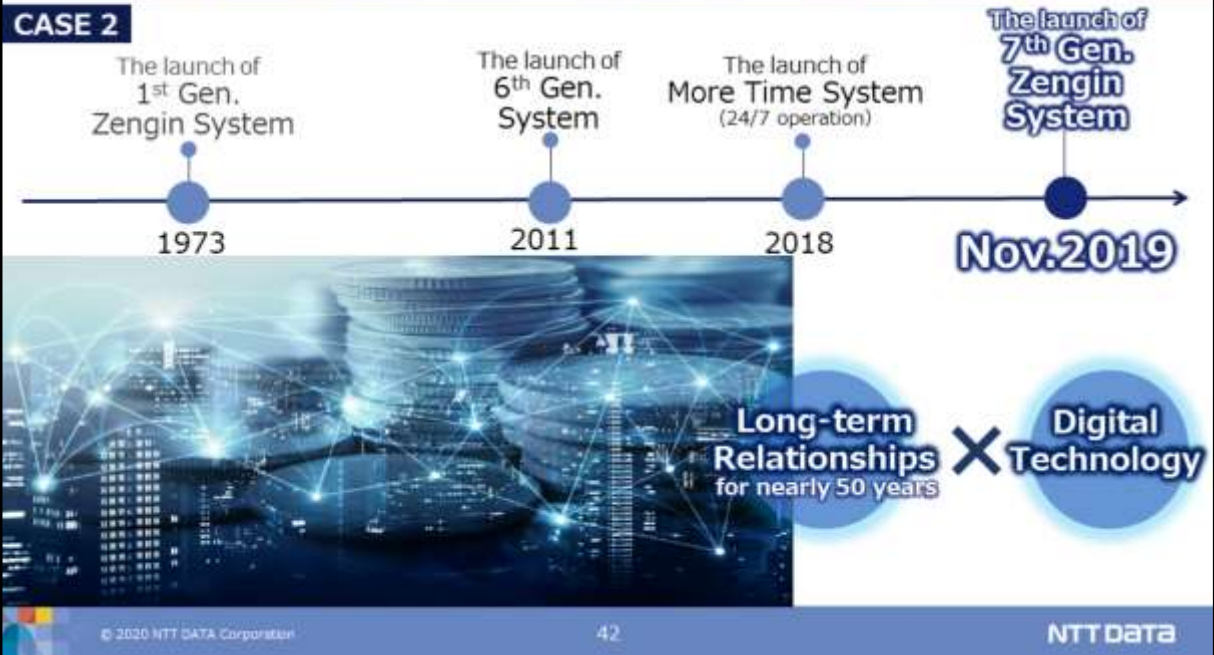 CASE 2
The launch of
1st Gen.
Zengin System
The launch of
6th Gen.
System
The launch of
More Time System
(24/7 operation)
The launch of
7th Gen.
Zengin
System
1973
2011
2018
Nov.2019
Long-term
Relationships
for nearly 50 years
×
Digital
Technology
© 2020 NTT DATA Corporation
42
NTT DATA